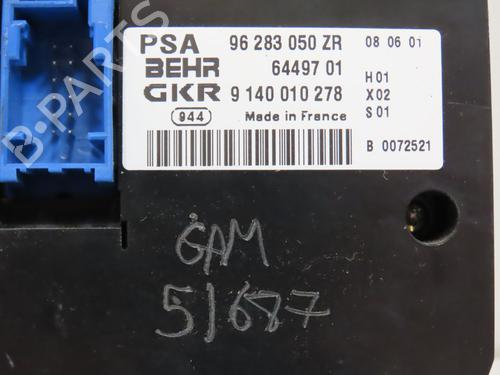 PSA 96 283 050 ZR 08 06 01
BEHR 64497 01 H01
GKR 9 140 010 278 X02
944 Made in France S01
B 0072521
GAM
51687
B-PARTS